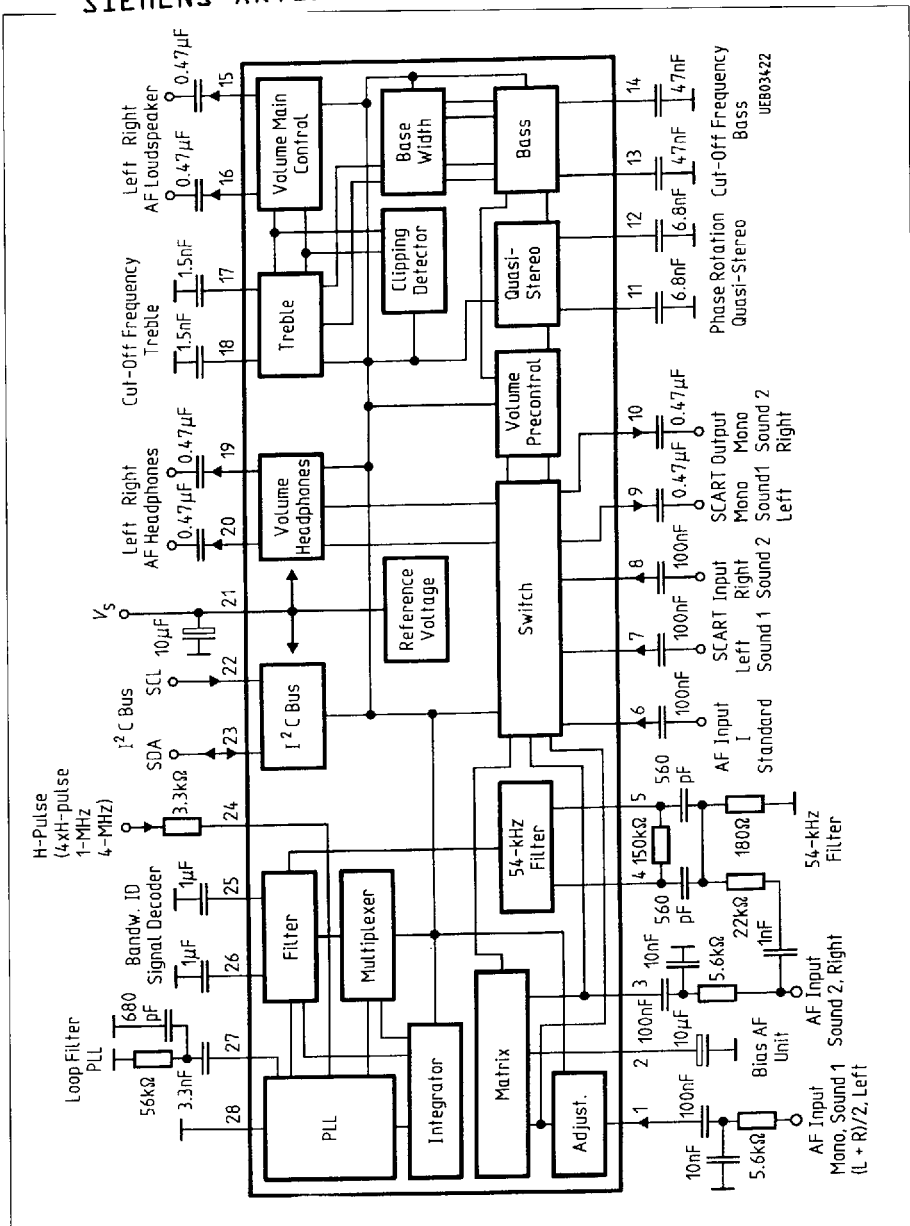 SIEMENS
H-Pulse
(4xH-pulse
1-MHz
4-MHz)
I²C Bus
SDA
SCL
Vs
Left Right
AF Headphones
Cut-Off Frequency
Treble
Left Right
AF Loudspeaker
Loop Filter
PLL
Bandw. ID
Signal Decoder
56kΩ
680
pF
3.3nF
1µF
1µF
3.3kΩ
10µF
0.47µF
0.47µF
1.5nF
1.5nF
0.47µF
0.47µF
28
27
26
25
24
23
22
21
20
19
18
17
16
15
PLL
Filter
Multiplexer
Integrator
I²C Bus
Reference
Voltage
Volume
Headphones
Treble
Clipping
Detector
Volume Main
Control
Base
Width
Matrix
Adjust.
54-kHz
Filter
Switch
Volume
Precontrol
Quasi-
Stereo
Bass
1
2
3
4
5
6
7
8
9
10
11
12
13
14
100nF
10nF
5.6kΩ
AF Input
Mono, Sound 1
(L + R)/2, Left
10µF
Bias AF
Unit
100nF
10nF
5.6kΩ
1nF
22kΩ
AF Input
Sound 2, Right
150kΩ
560
pF
560
pF
180Ω
54-kHz
Filter
100nF
AF Input
I
Standard
100nF
100nF
SCART Input
Left Right
Sound 1 Sound 2
0.47µF
0.47µF
SCART Output
Mono Mono
Sound1 Sound 2
Left Right
6.8nF
6.8nF
Phase Rotation
Quasi-Stereo
47nF
47nF
Cut-Off Frequency
Bass
UEB03422